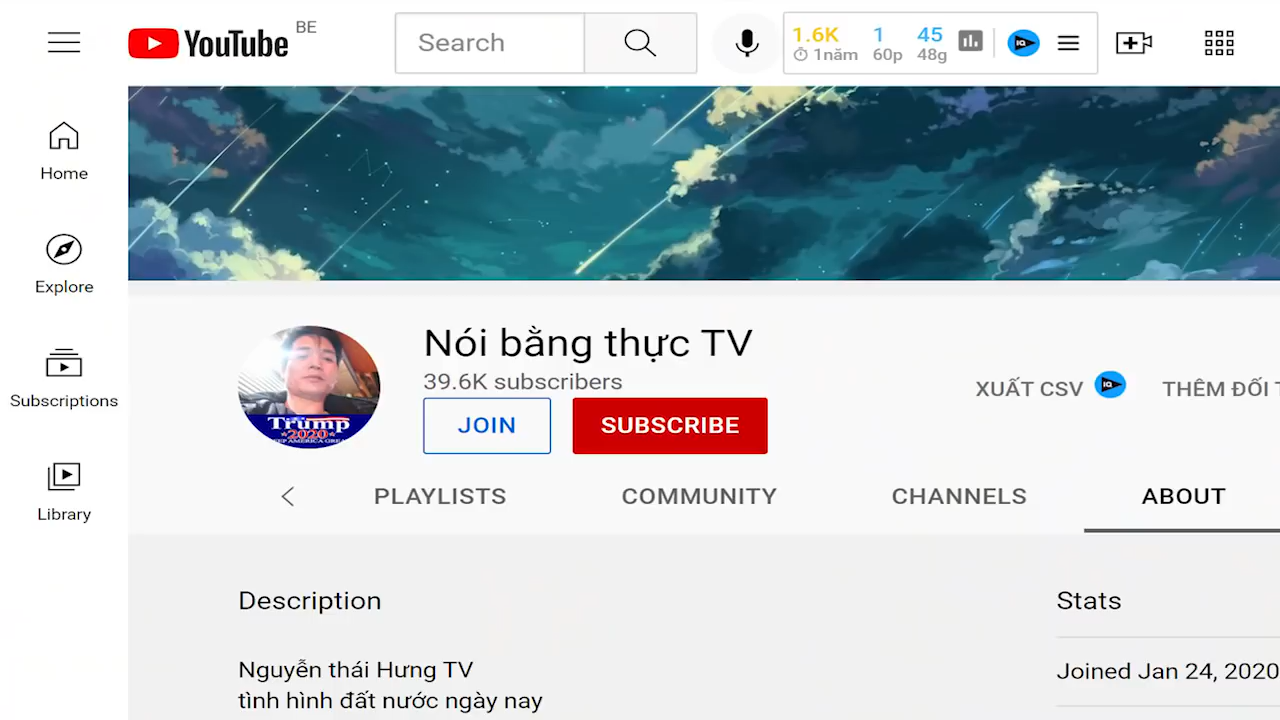 YouTube BE
Search
1.6K 1 45
1năm 60p 48g
Home
Explore
Subscriptions
Library
Nói bằng thực TV
39.6K subscribers
JOIN SUBSCRIBE
XUẤT CSV THÊM ĐỐI
Trump
2020
PLAYLISTS COMMUNITY CHANNELS ABOUT
Description
Stats
Nguyễn thái Hưng TV
tình hình đất nước ngày nay
Joined Jan 24, 2020